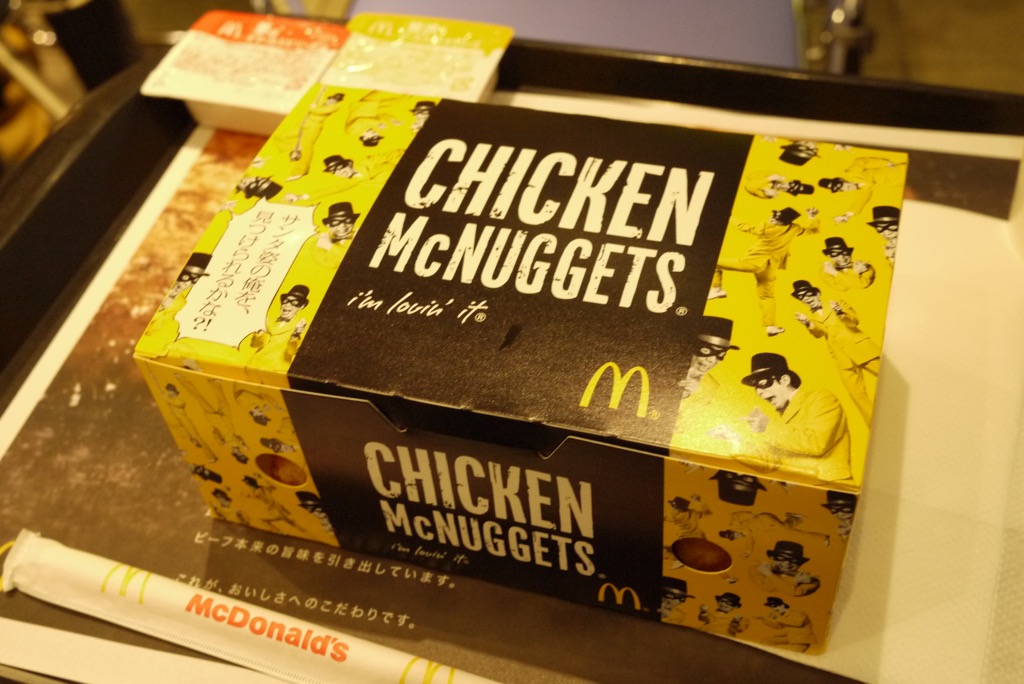 CHICKEN
McNUGGETS®
i'm lovin' it®
サンタ姿の俺を、
見つけられるかな?!
CHICKEN
McNUGGETS®
i'm lovin' it®
ビーフ本来の旨味を引き出しています。
これが、おいしさへのこだわりです。
McDonald's